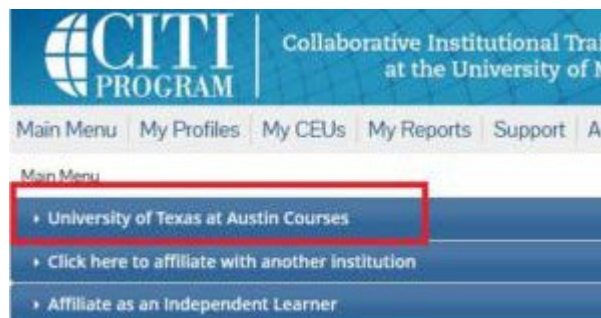 CITI
PROGRAM
Collaborative Institutional
at the University of
Main Menu My Profiles My CEUs My Reports Support
Main Menu
University of Texas at Austin Courses
Click here to affiliate with another institution
Affiliate as an Independent Learner